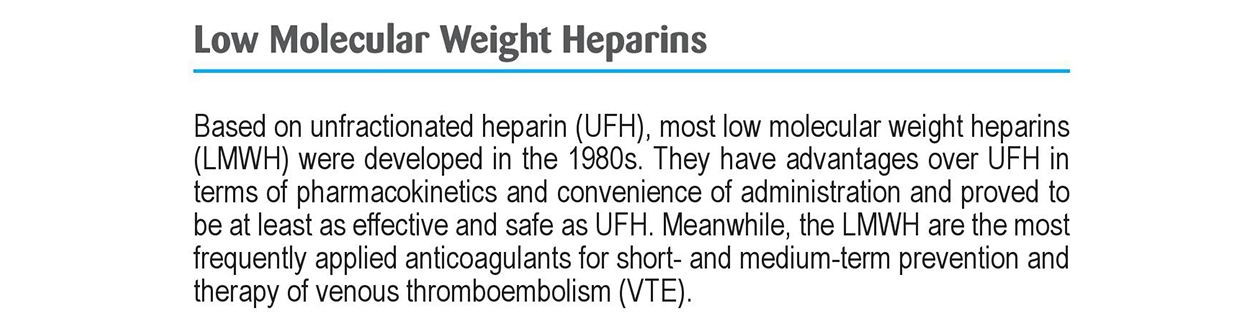 Low Molecular Weight Heparins
Based on unfractionated heparin (UFH), most low molecular weight heparins
(LMWH) were developed in the 1980s. They have advantages over UFH in
terms of pharmacokinetics and convenience of administration and proved to
be at least as effective and safe as UFH. Meanwhile, the LMWH are the most
frequently applied anticoagulants for short- and medium-term prevention and
therapy of venous thromboembolism (VTE).